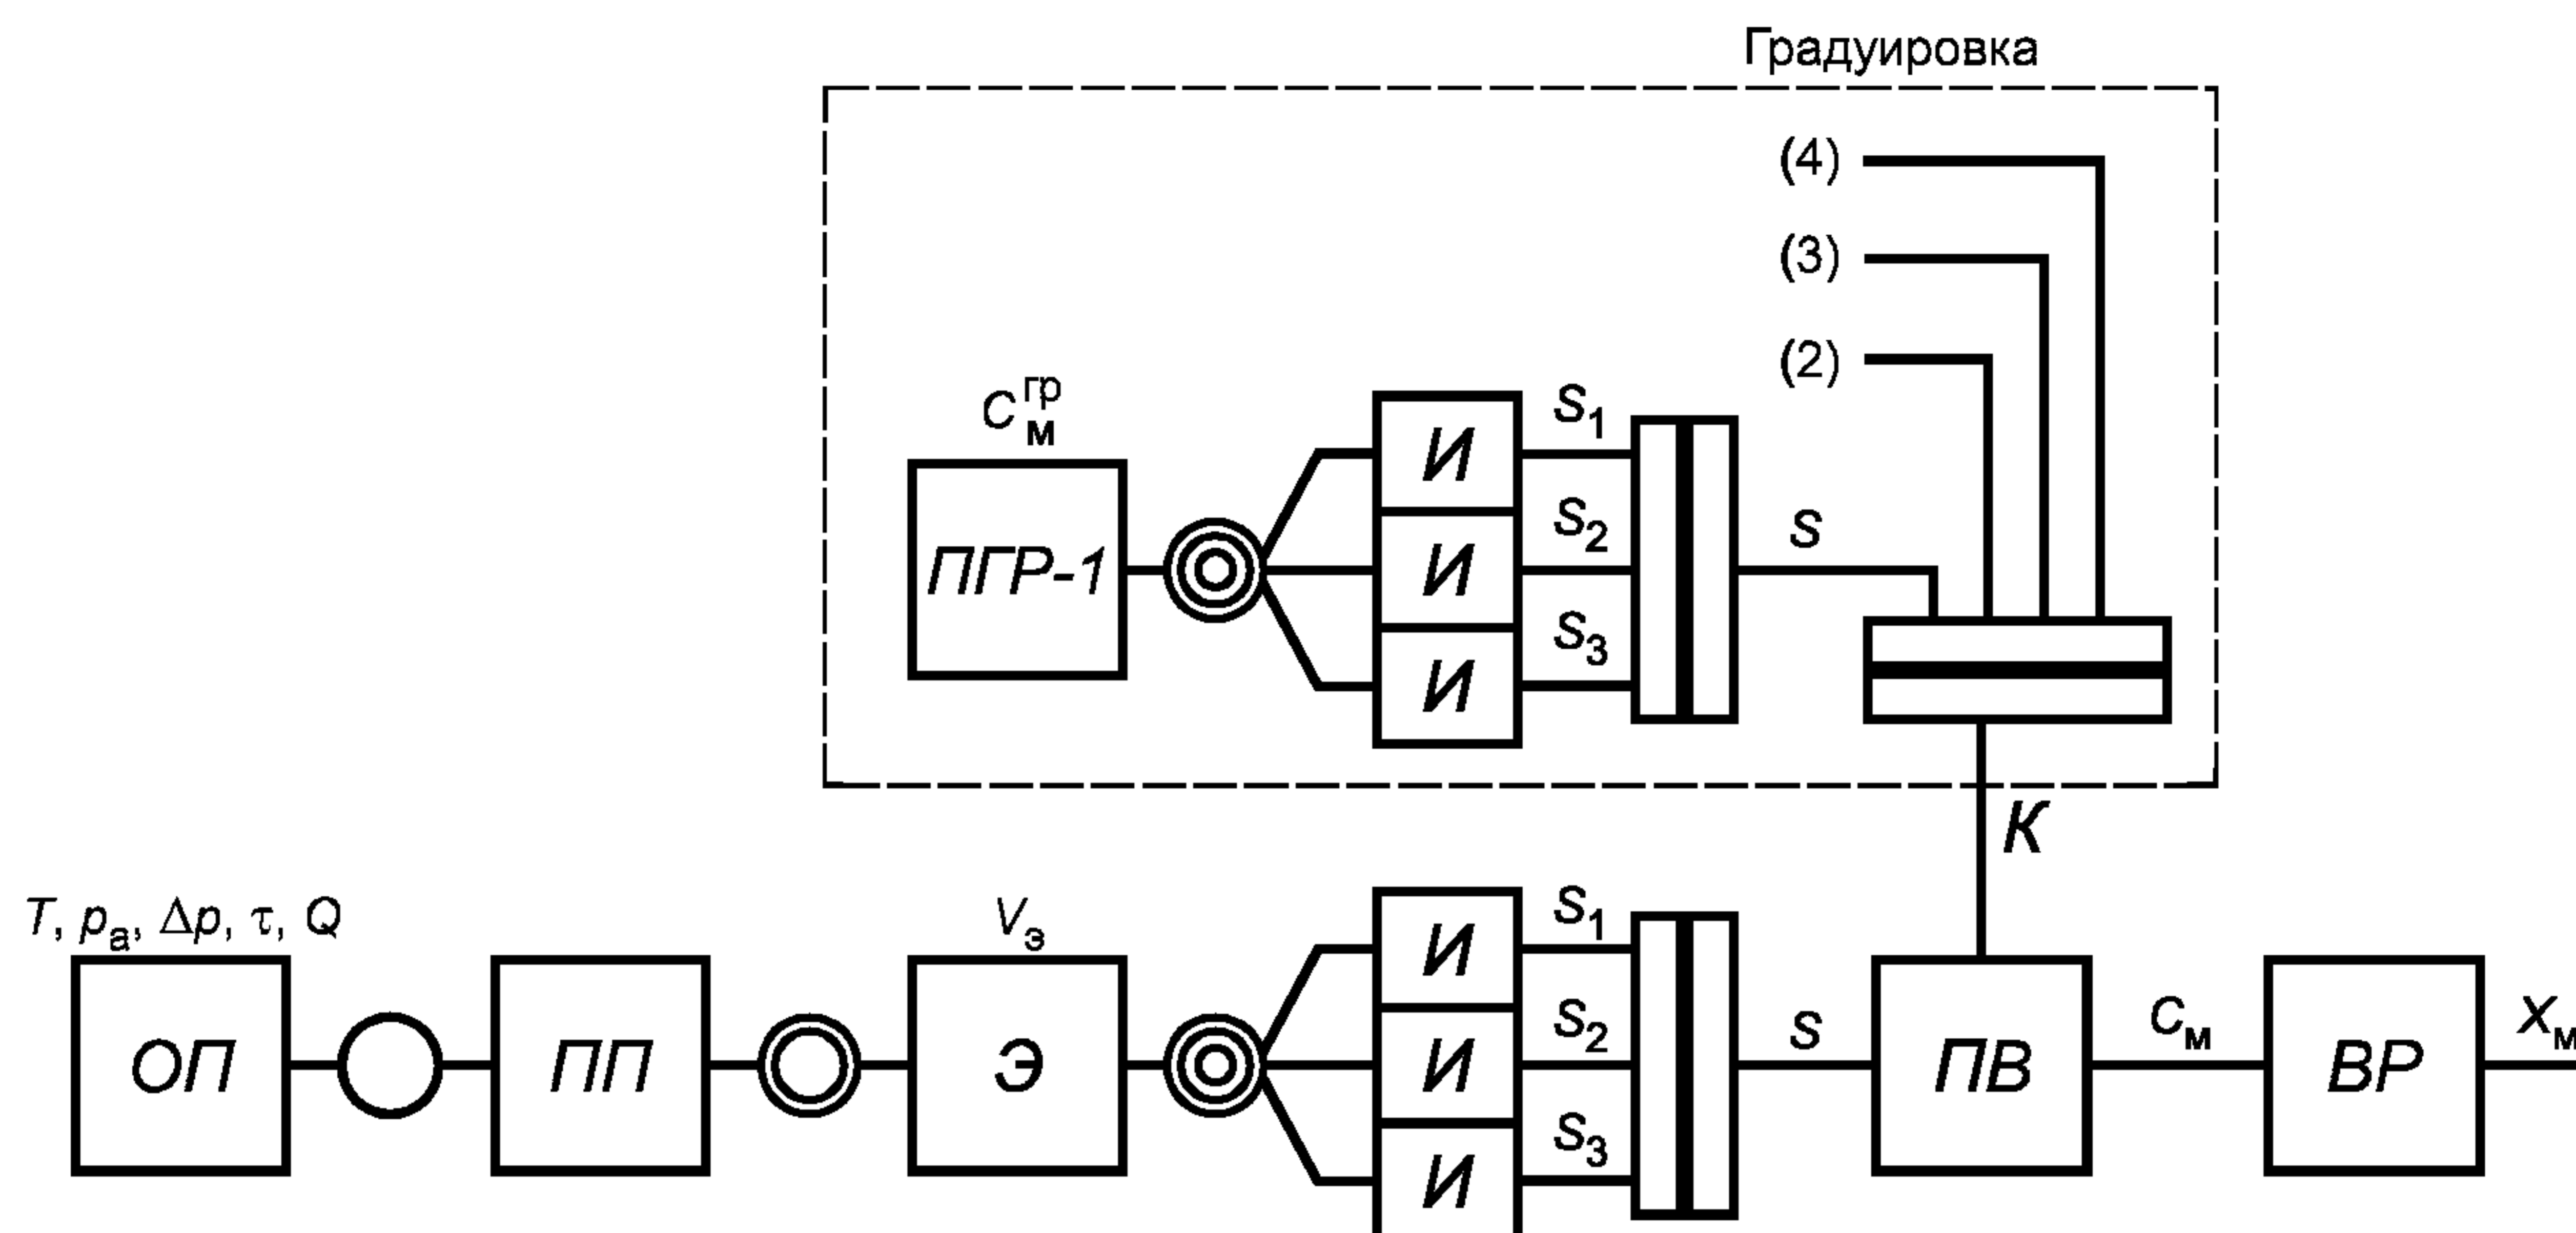 Градуировка
(4)
(3)
(2)
C гр м
ПГР-1
И
И
И
S1
S2
S3
S
К
T, pа, Δp, τ, Q
ОП
ПП
Vэ
Э
И
И
И
S1
S2
S3
S
ПВ
Cм
ВР
Xм